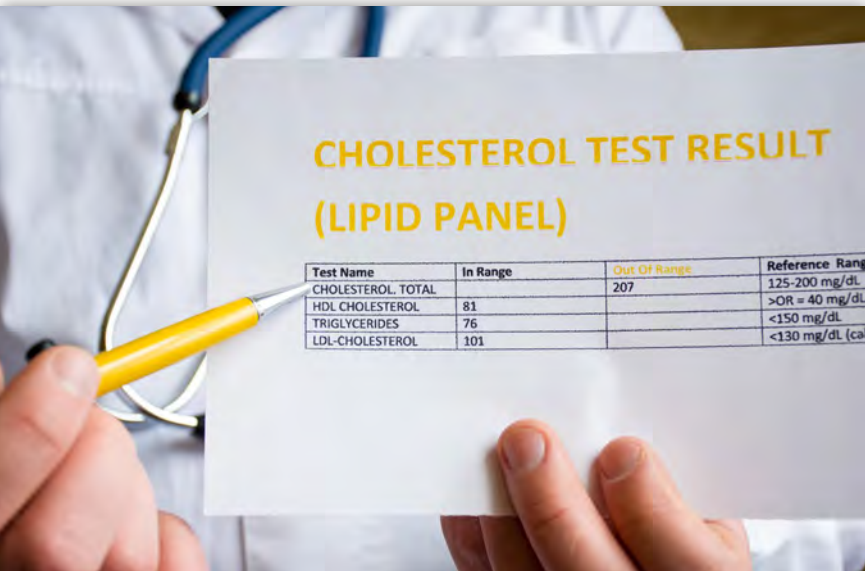 CHOLESTEROL TEST RESULT
(LIPID PANEL)
Test Name In Range Out Of Range Reference Rang
CHOLESTEROL, TOTAL 207 125-200 mg/dL
HDL CHOLESTEROL 81 >OR = 40 mg/dL
TRIGLYCERIDES 76 <150 mg/dL
LDL-CHOLESTEROL 101 <130 mg/dL (ca